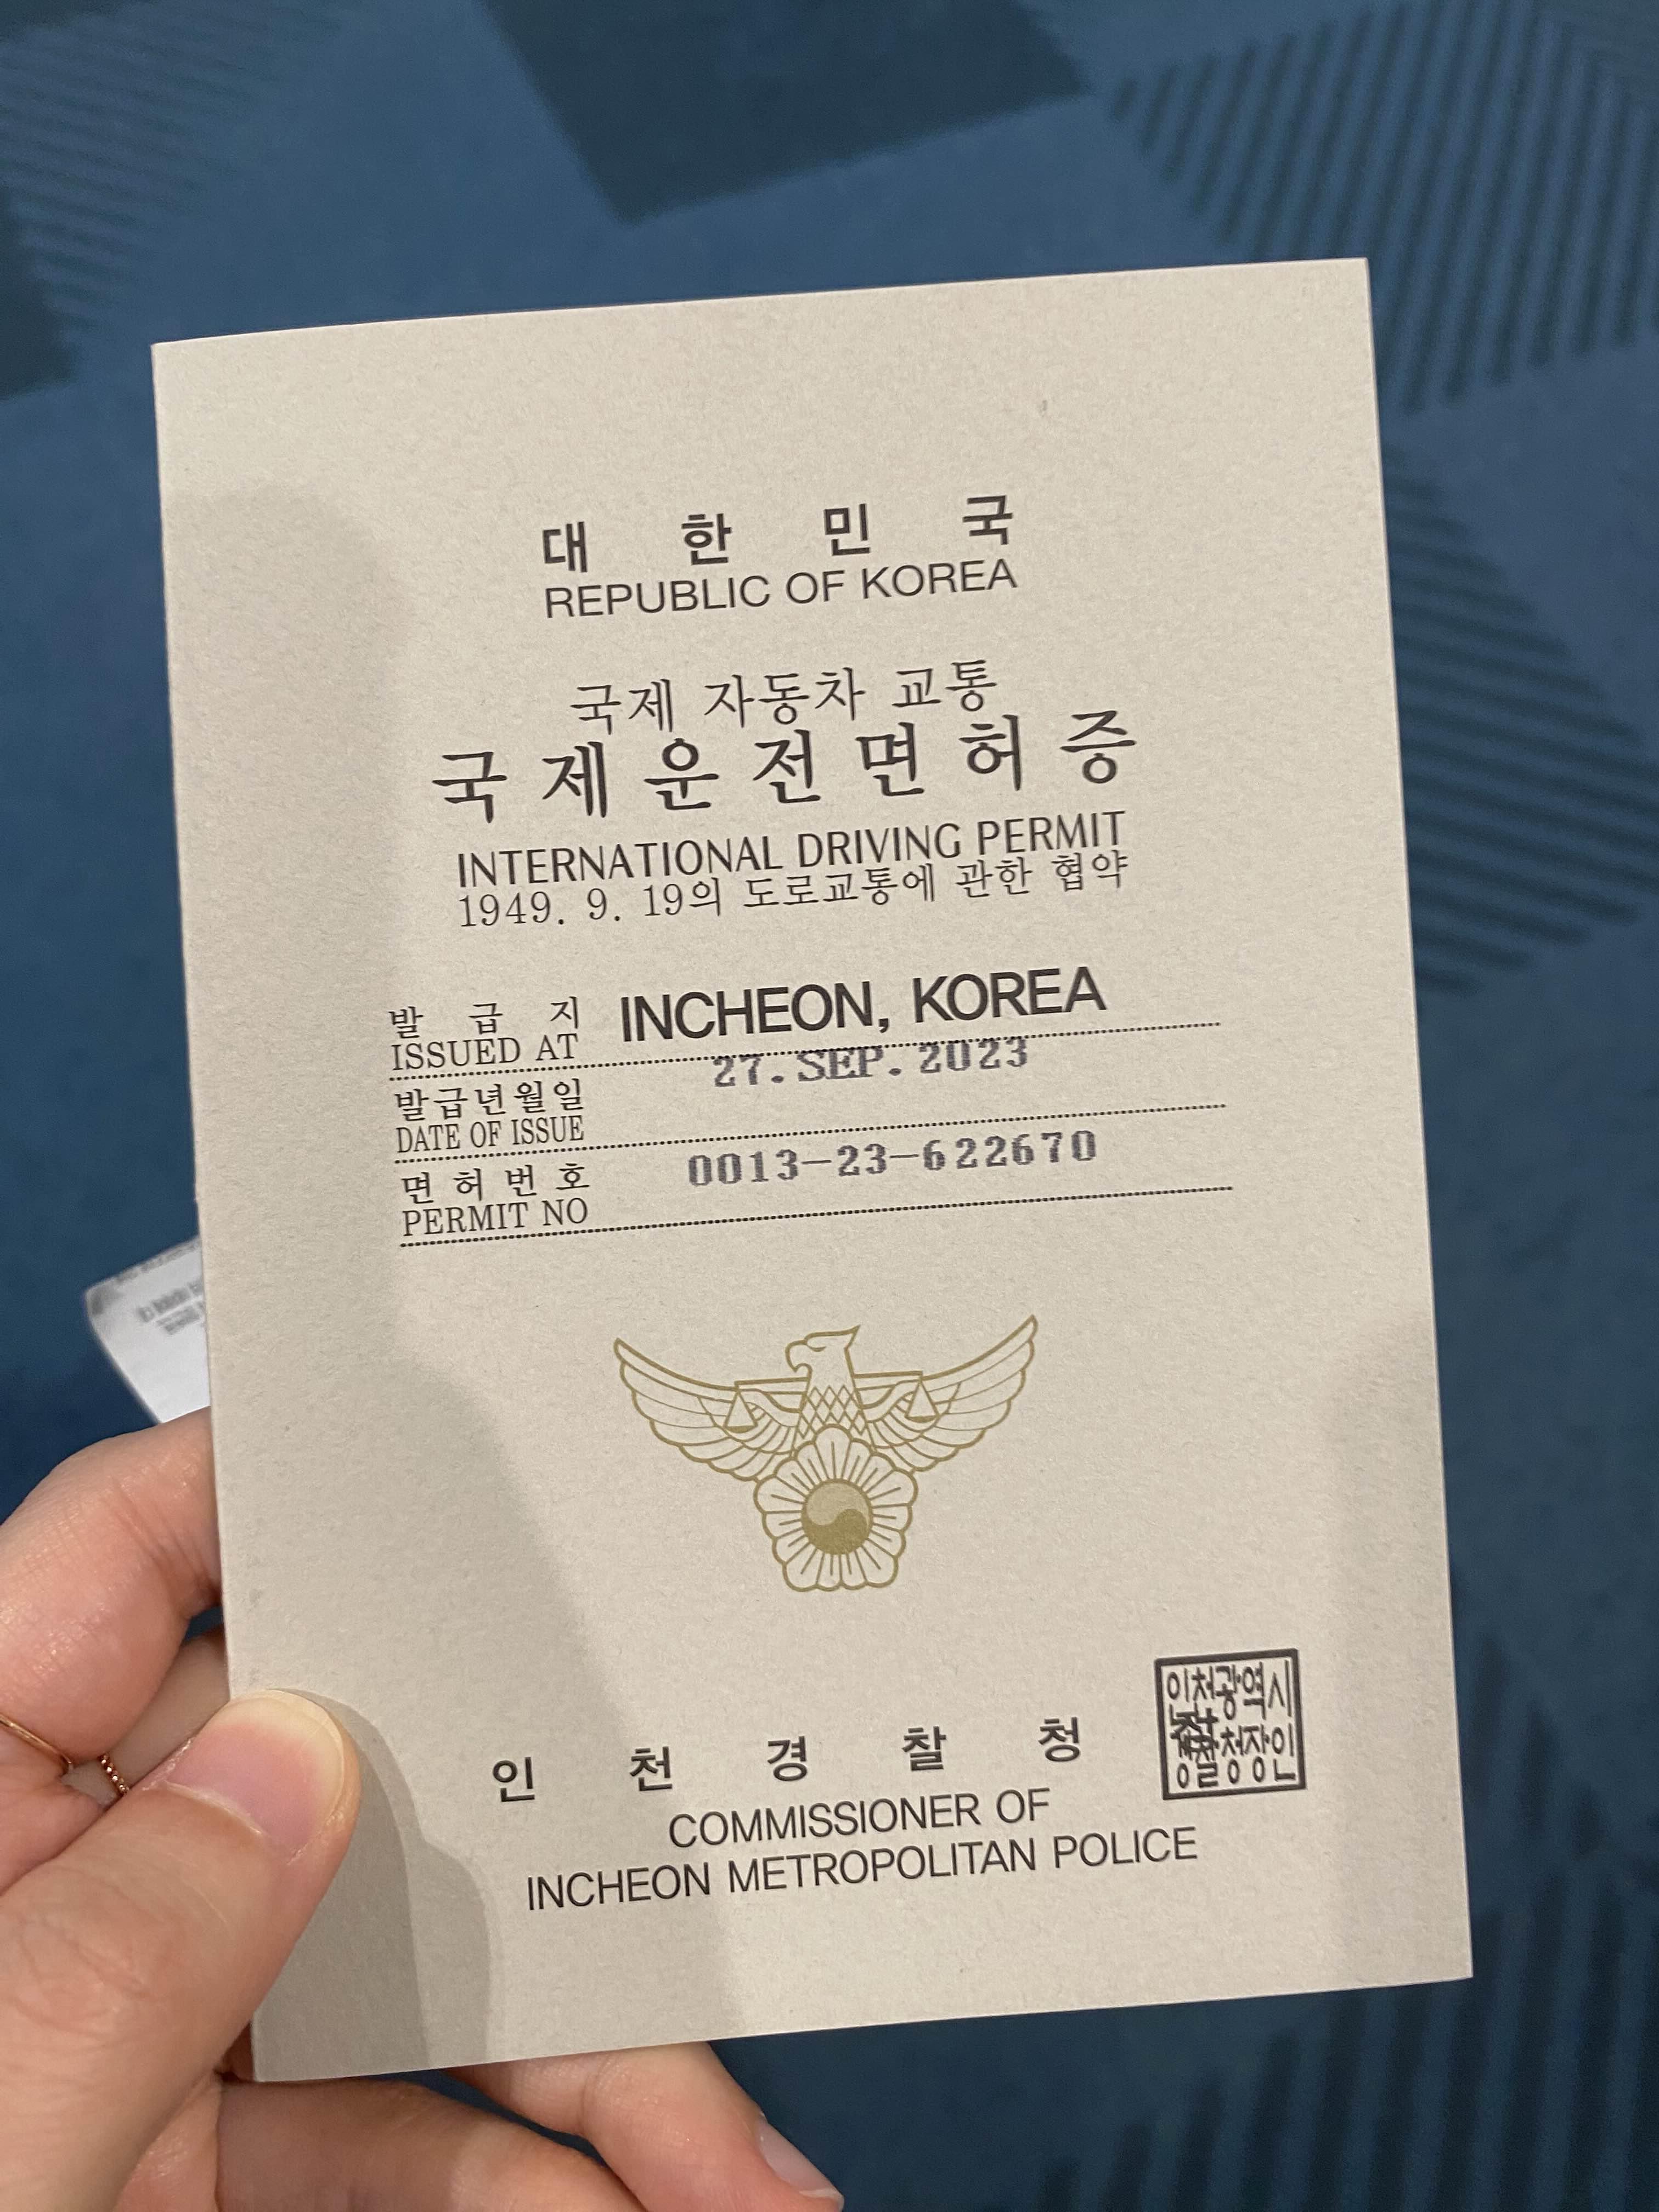 대한민국
REPUBLIC OF KOREA
국제 자동차 교통
국제운전면허증
INTERNATIONAL DRIVING PERMIT
1949. 9. 19의 도로교통에 관한 협약
발급지 INCHEON, KOREA
ISSUED AT
27.SEP.2023
발급년월일
DATE OF ISSUE
면허번호 0013-23-622670
PERMIT NO
인천경찰청
COMMISSIONER OF
INCHEON METROPOLITAN POLICE
인천광역시
경찰청장인